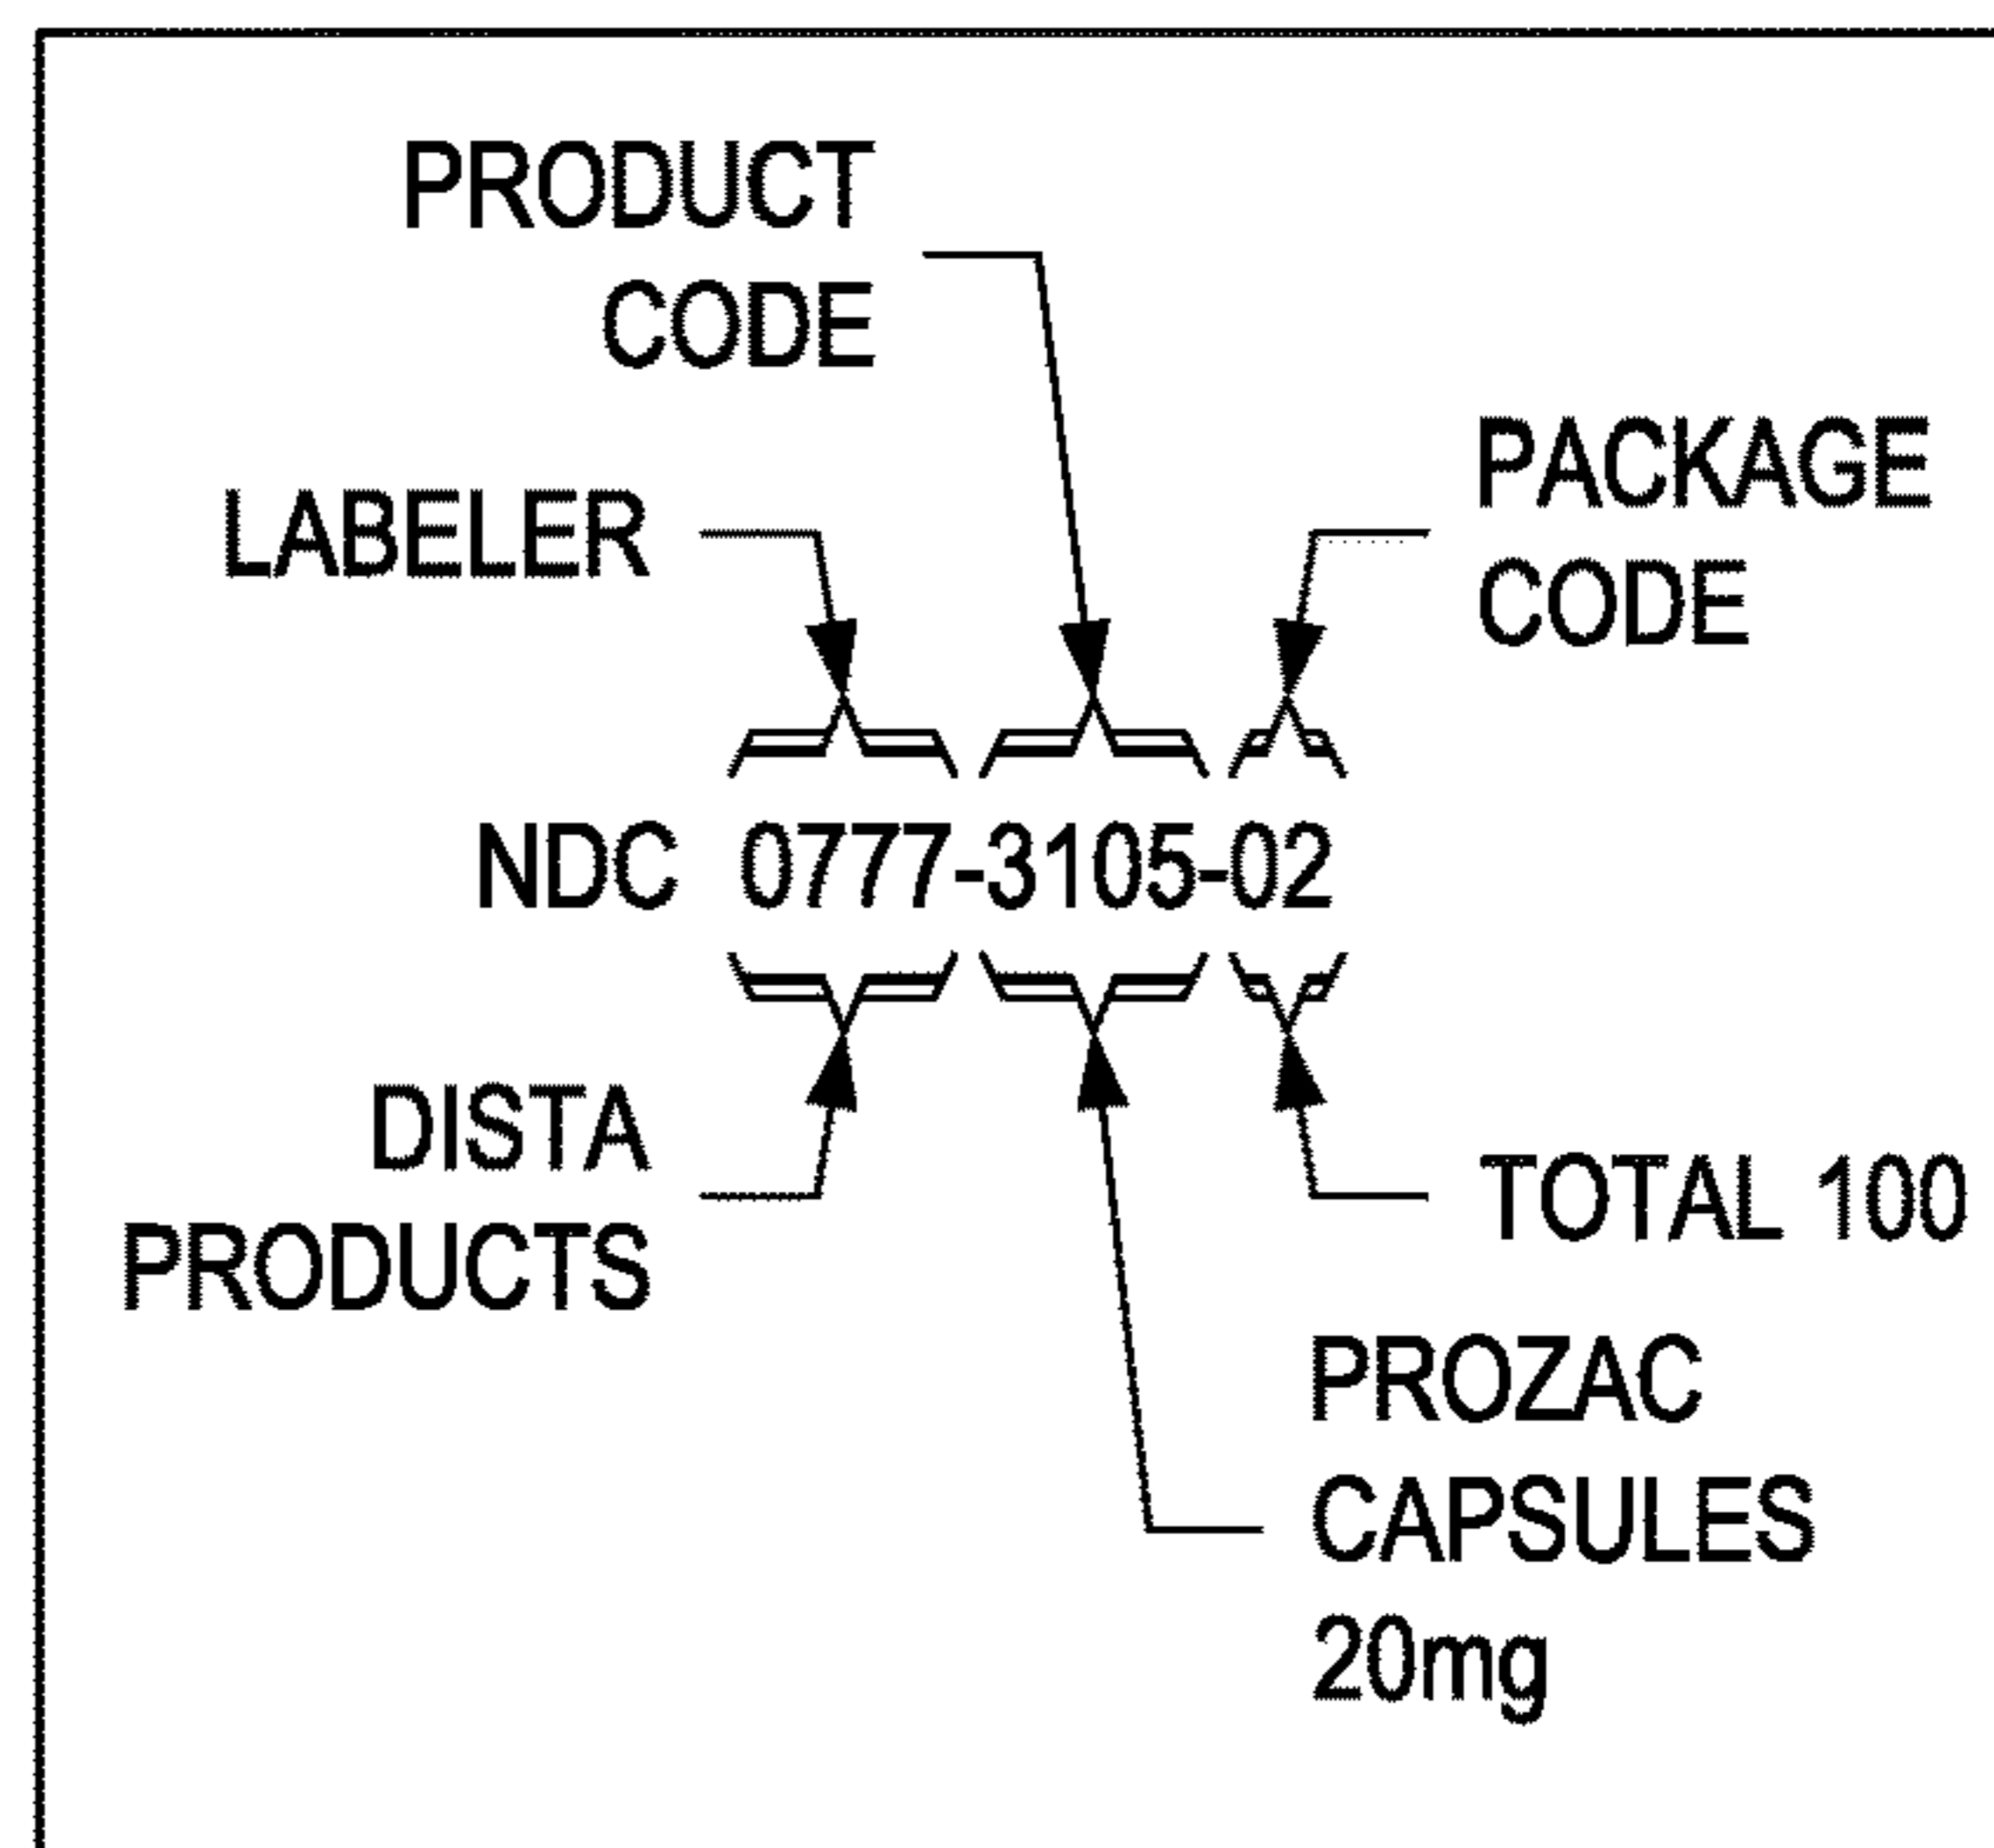 PRODUCT
CODE
LABELER
PACKAGE
CODE
NDC 0777-3105-02
DISTA
PRODUCTS
TOTAL 100
PROZAC
CAPSULES
20mg